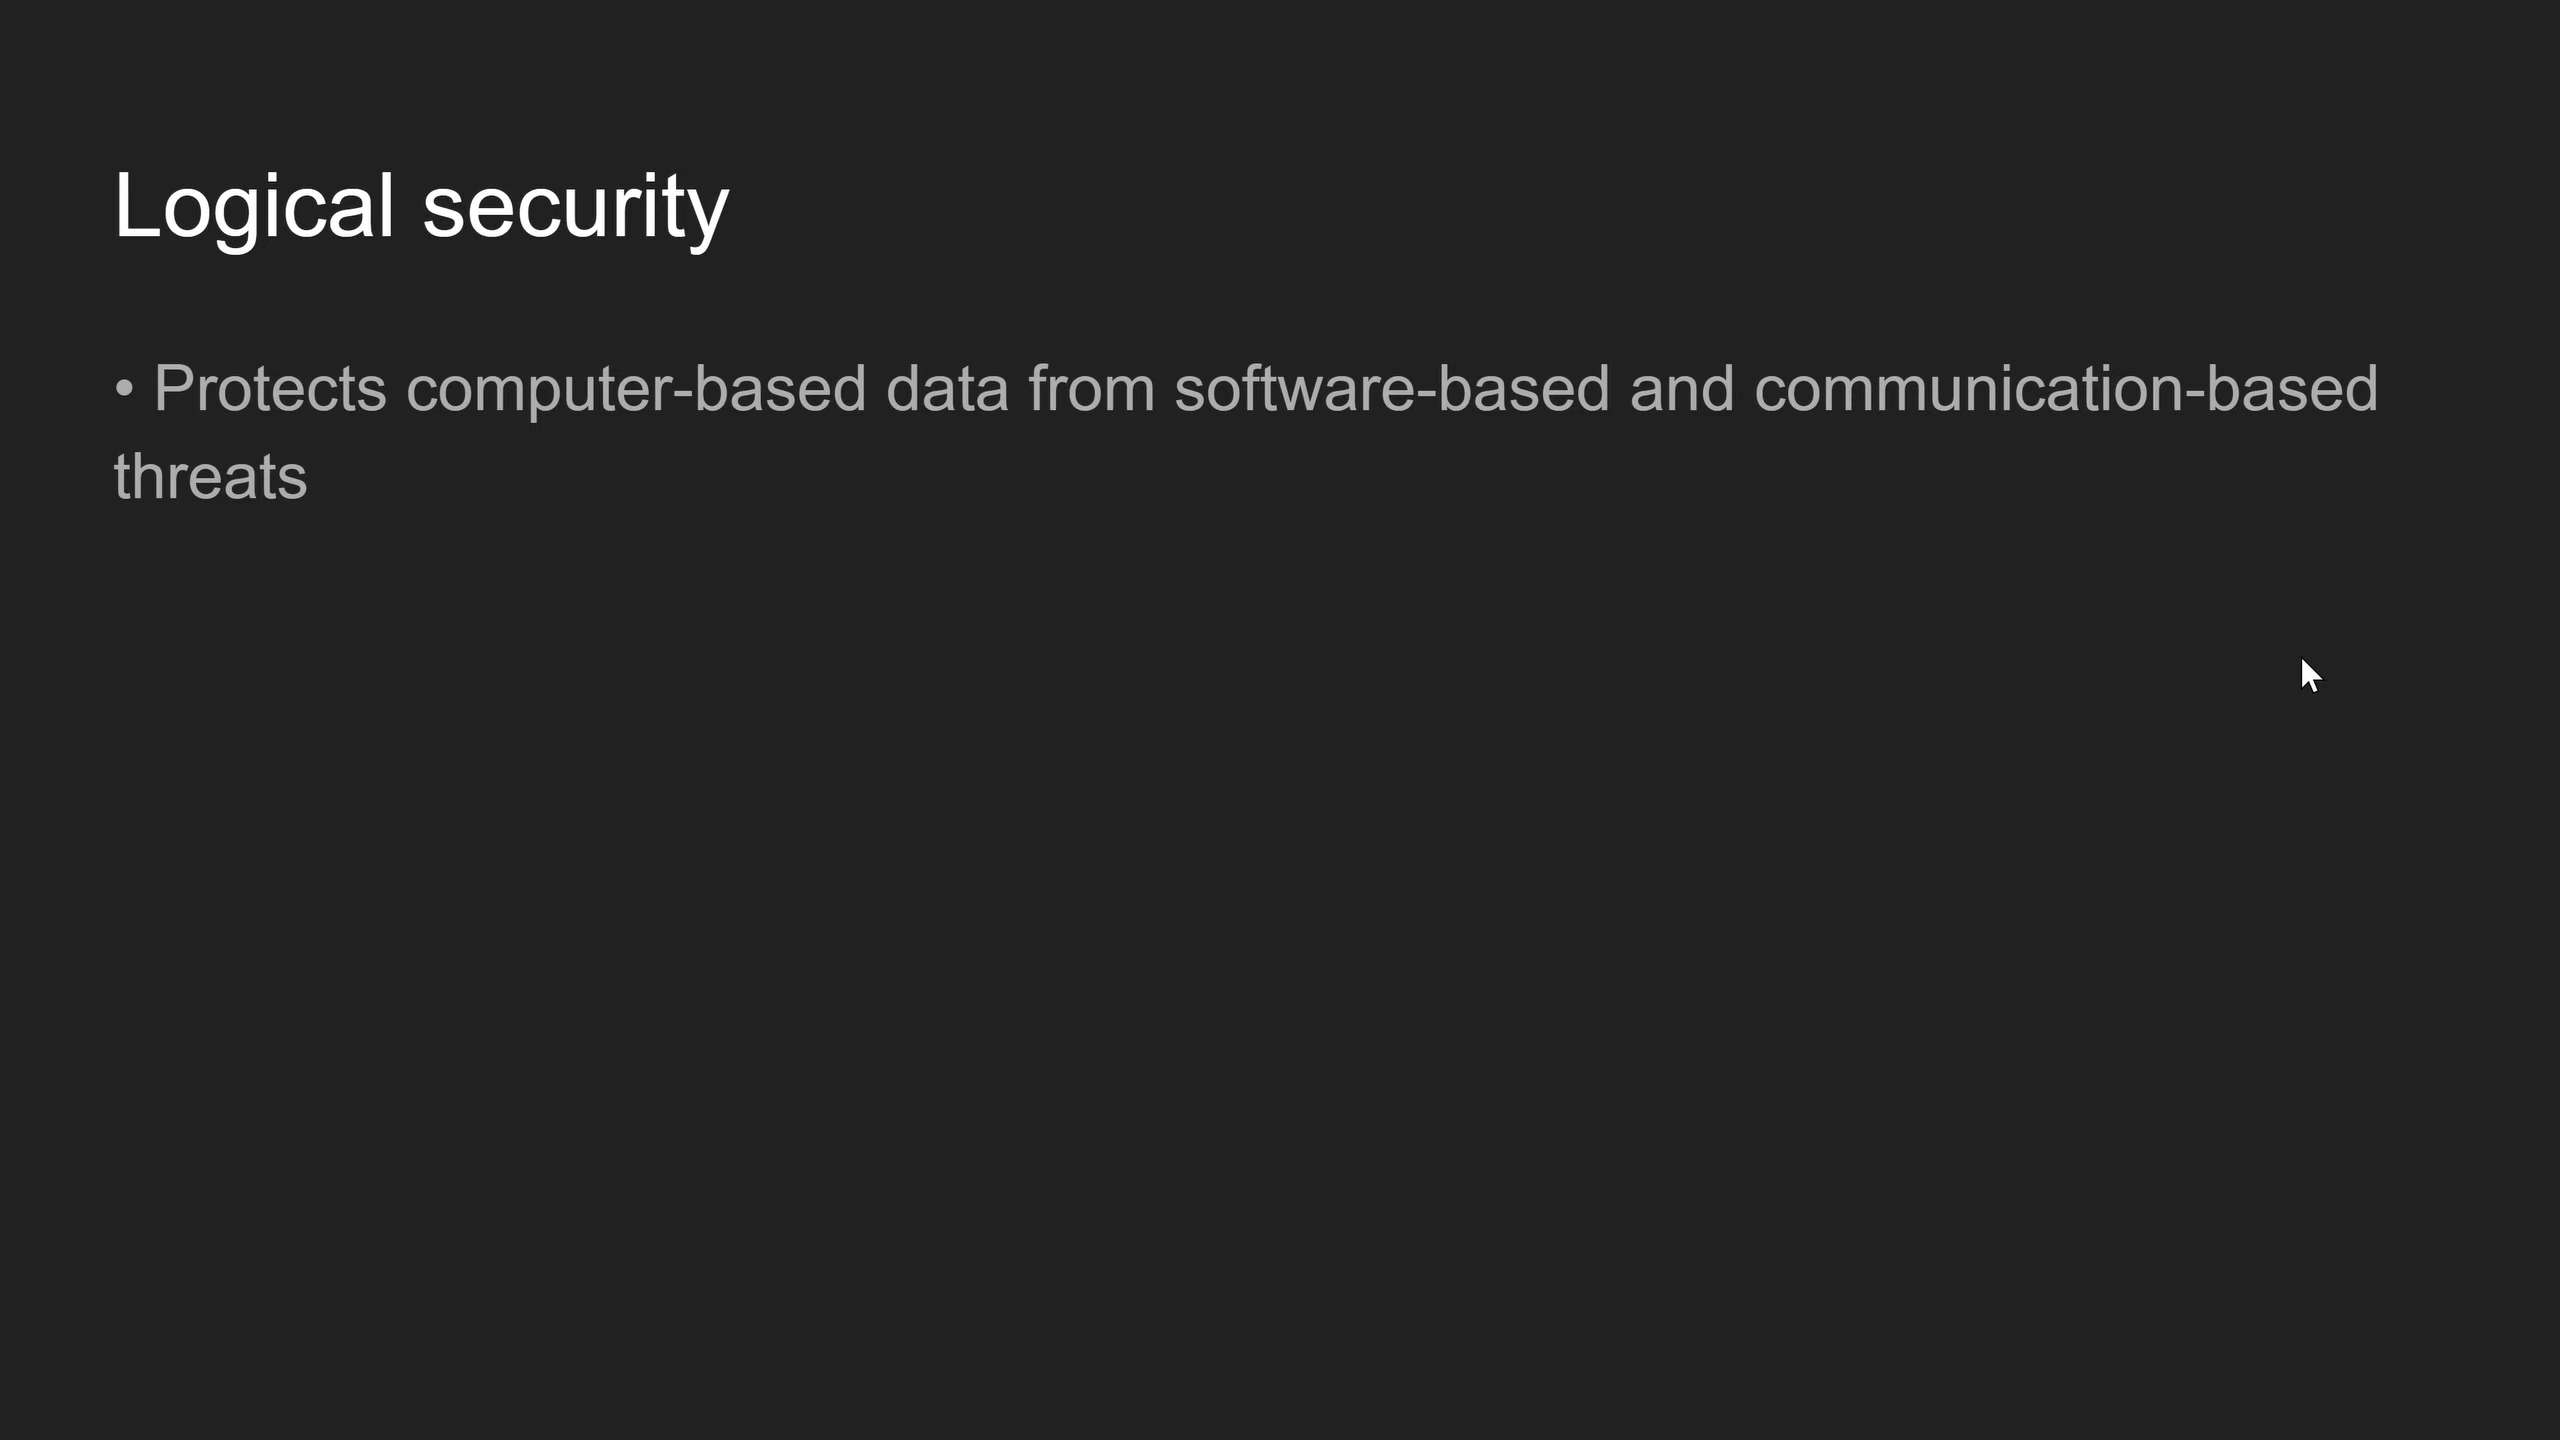 Logical security
• Protects computer-based data from software-based and communication-based
threats